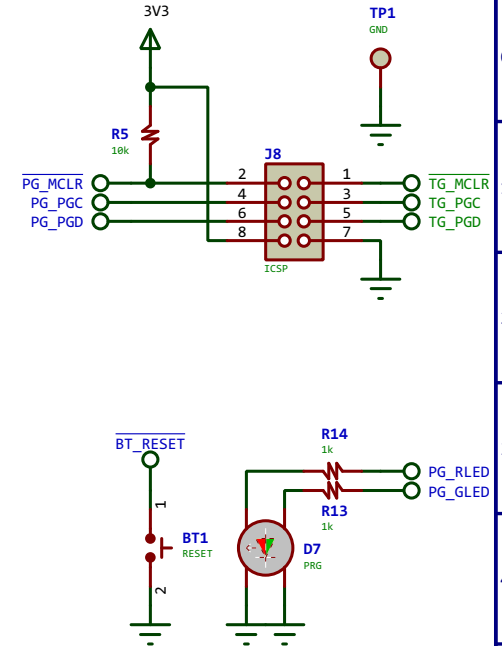 3V3
TP1
GND
R5
10k
J8
PG_MCLR
2
1
TG_MCLR
PG_PGC
4
3
TG_PGC
PG_PGD
6
5
TG_PGD
8
7
ICSP
BT_RESET
R14
1k
PG_RLED
PG_GLED
R13
1k
1
BT1
RESET
D7
PRG
2